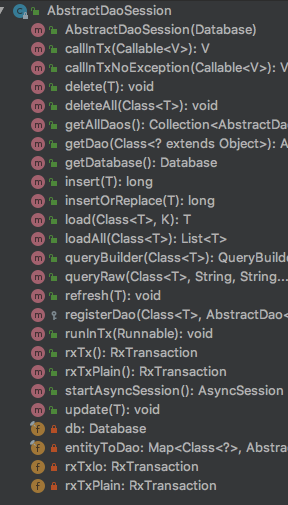 AbstractDaoSession
AbstractDaoSession(Database)
callInTx(Callable<V>): V
callInTxNoException(Callable<V>): V
delete(T): void
deleteAll(Class<T>): void
getAllDaos(): Collection<AbstractDa
getDao(Class<? extends Object>): A
getDatabase(): Database
insert(T): long
insertOrReplace(T): long
load(Class<T>, K): T
loadAll(Class<T>): List<T>
queryBuilder(Class<T>): QueryBuilde
queryRaw(Class<T>, String, String...
refresh(T): void
registerDao(Class<T>, AbstractDao<
runInTx(Runnable): void
rxTx(): RxTransaction
rxTxPlain(): RxTransaction
startAsyncSession(): AsyncSession
update(T): void
db: Database
entityToDao: Map<Class<?>, Abstrac
rxTxIo: RxTransaction
rxTxPlain: RxTransaction